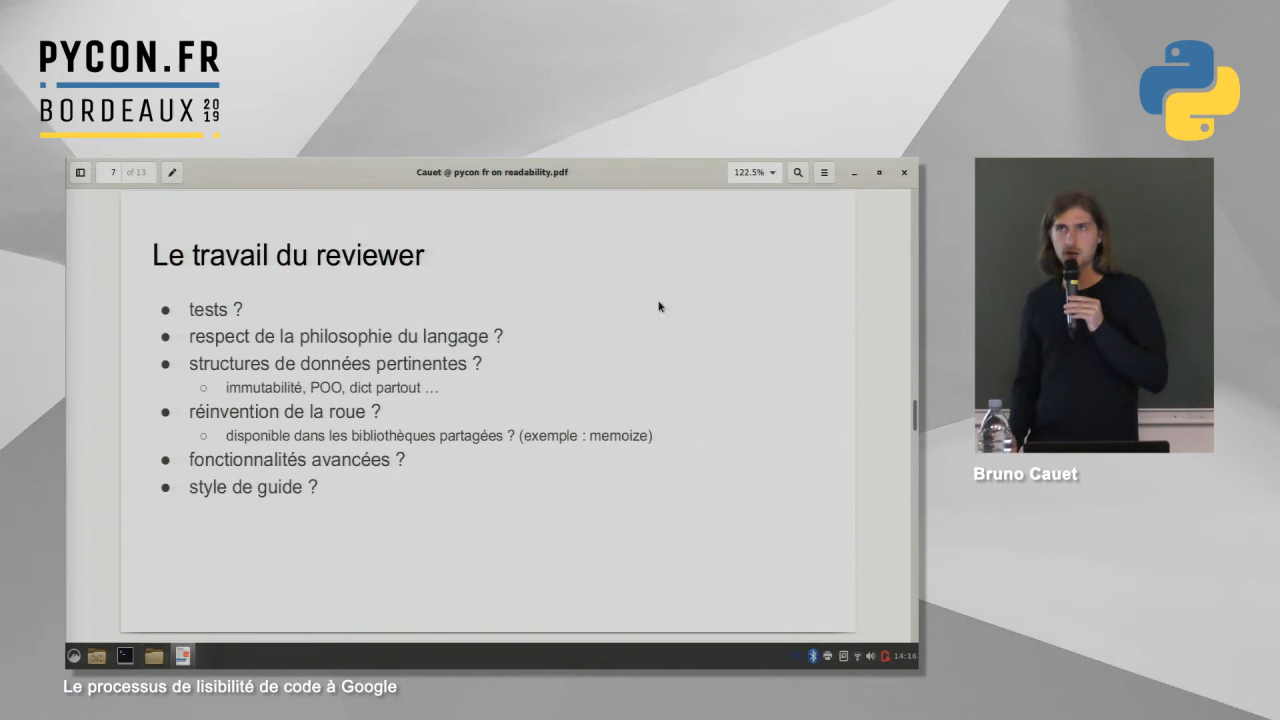 PYCON.FR
BORDEAUX 2019
7 of 13
Cauet @ pycon fr on readability.pdf
122.5%
Le travail du reviewer
● tests ?
● respect de la philosophie du langage ?
● structures de données pertinentes ?
○ immutabilité, POO, dict partout …
● réinvention de la roue ?
○ disponible dans les bibliothèques partagées ? (exemple : memoize)
● fonctionnalités avancées ?
● style de guide ?
14:16
Bruno Cauet
Le processus de lisibilité de code à Google